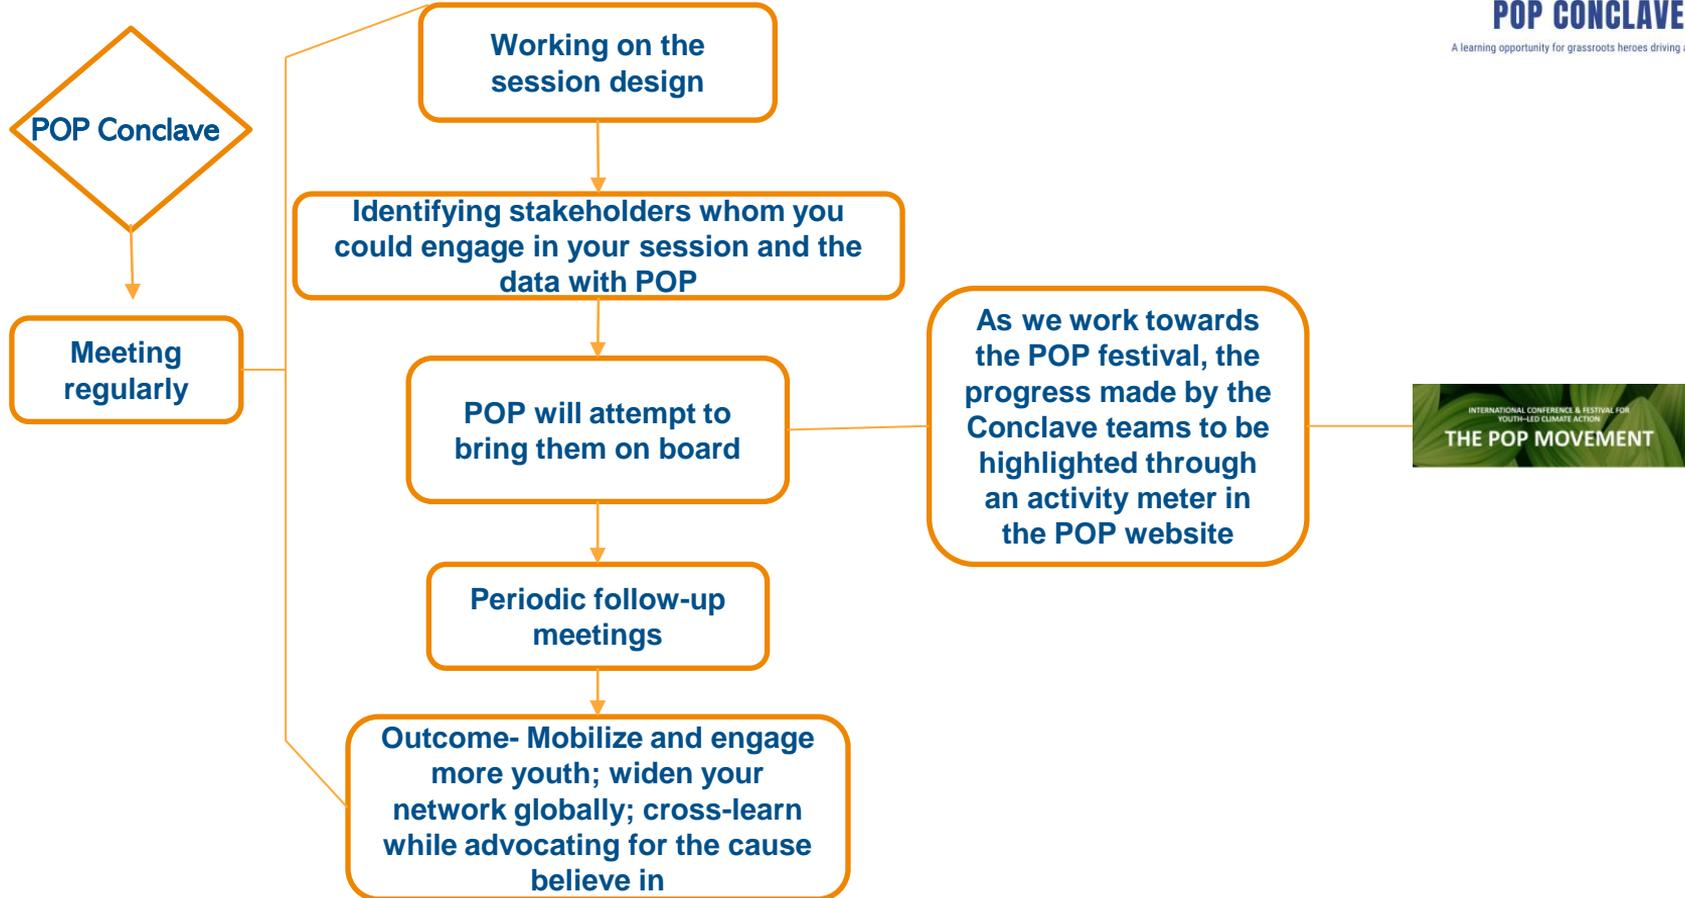 POP CONCLAVE
A learning opportunity for grassroots heroes driving
POP Conclave
Meeting
regularly
Working on the
session design
Identifying stakeholders whom you
could engage in your session and the
data with POP
POP will attempt to
bring them on board
Periodic follow-up
meetings
Outcome- Mobilize and engage
more youth; widen your
network globally; cross-learn
while advocating for the cause
believe in
As we work towards
the POP festival, the
progress made by the
Conclave teams to be
highlighted through
an activity meter in
the POP website
INTERNATIONAL CONFERENCE & FESTIVAL FOR
YOUTH-LED CLIMATE ACTION
THE POP MOVEMENT